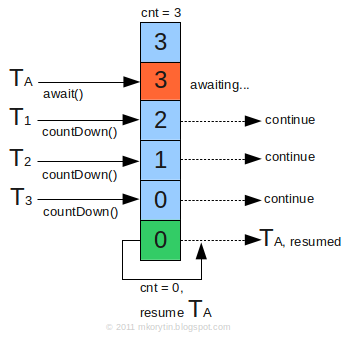 cnt = 3
3
TA
await()
3
awaiting...
T1
countDown()
2
continue
T2
countDown()
1
continue
T3
countDown()
0
continue
0
TA, resumed
cnt = 0,
resume TA
© 2011 mkorytin.blogspot.com